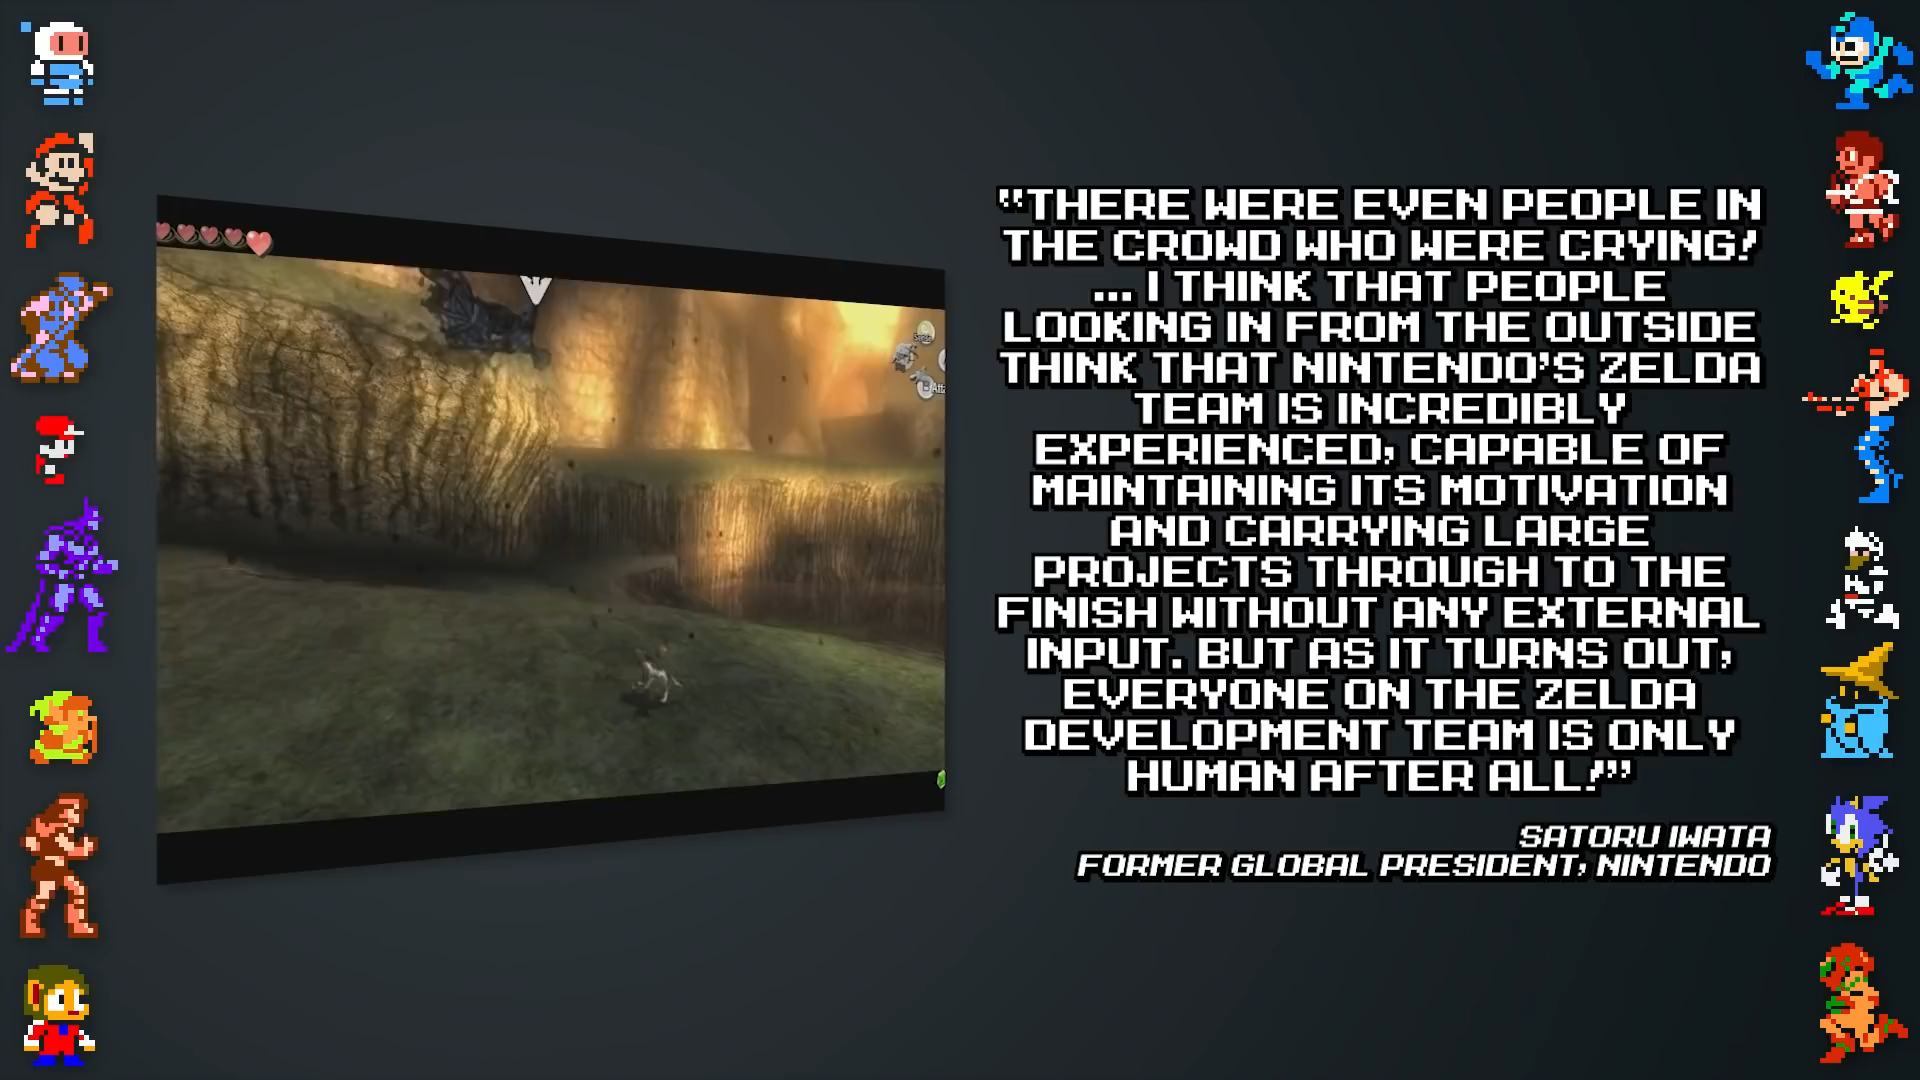 “THERE WERE EVEN PEOPLE IN
THE CROWD WHO WERE CRYING!
... I THINK THAT PEOPLE
LOOKING IN FROM THE OUTSIDE
THINK THAT NINTENDO'S ZELDA
TEAM IS INCREDIBLY
EXPERIENCED, CAPABLE OF
MAINTAINING ITS MOTIVATION
AND CARRYING LARGE
PROJECTS THROUGH TO THE
FINISH WITHOUT ANY EXTERNAL
INPUT. BUT AS IT TURNS OUT,
EVERYONE ON THE ZELDA
DEVELOPMENT TEAM IS ONLY
HUMAN AFTER ALL!”
SATORU IWATA
FORMER GLOBAL PRESIDENT, NINTENDO